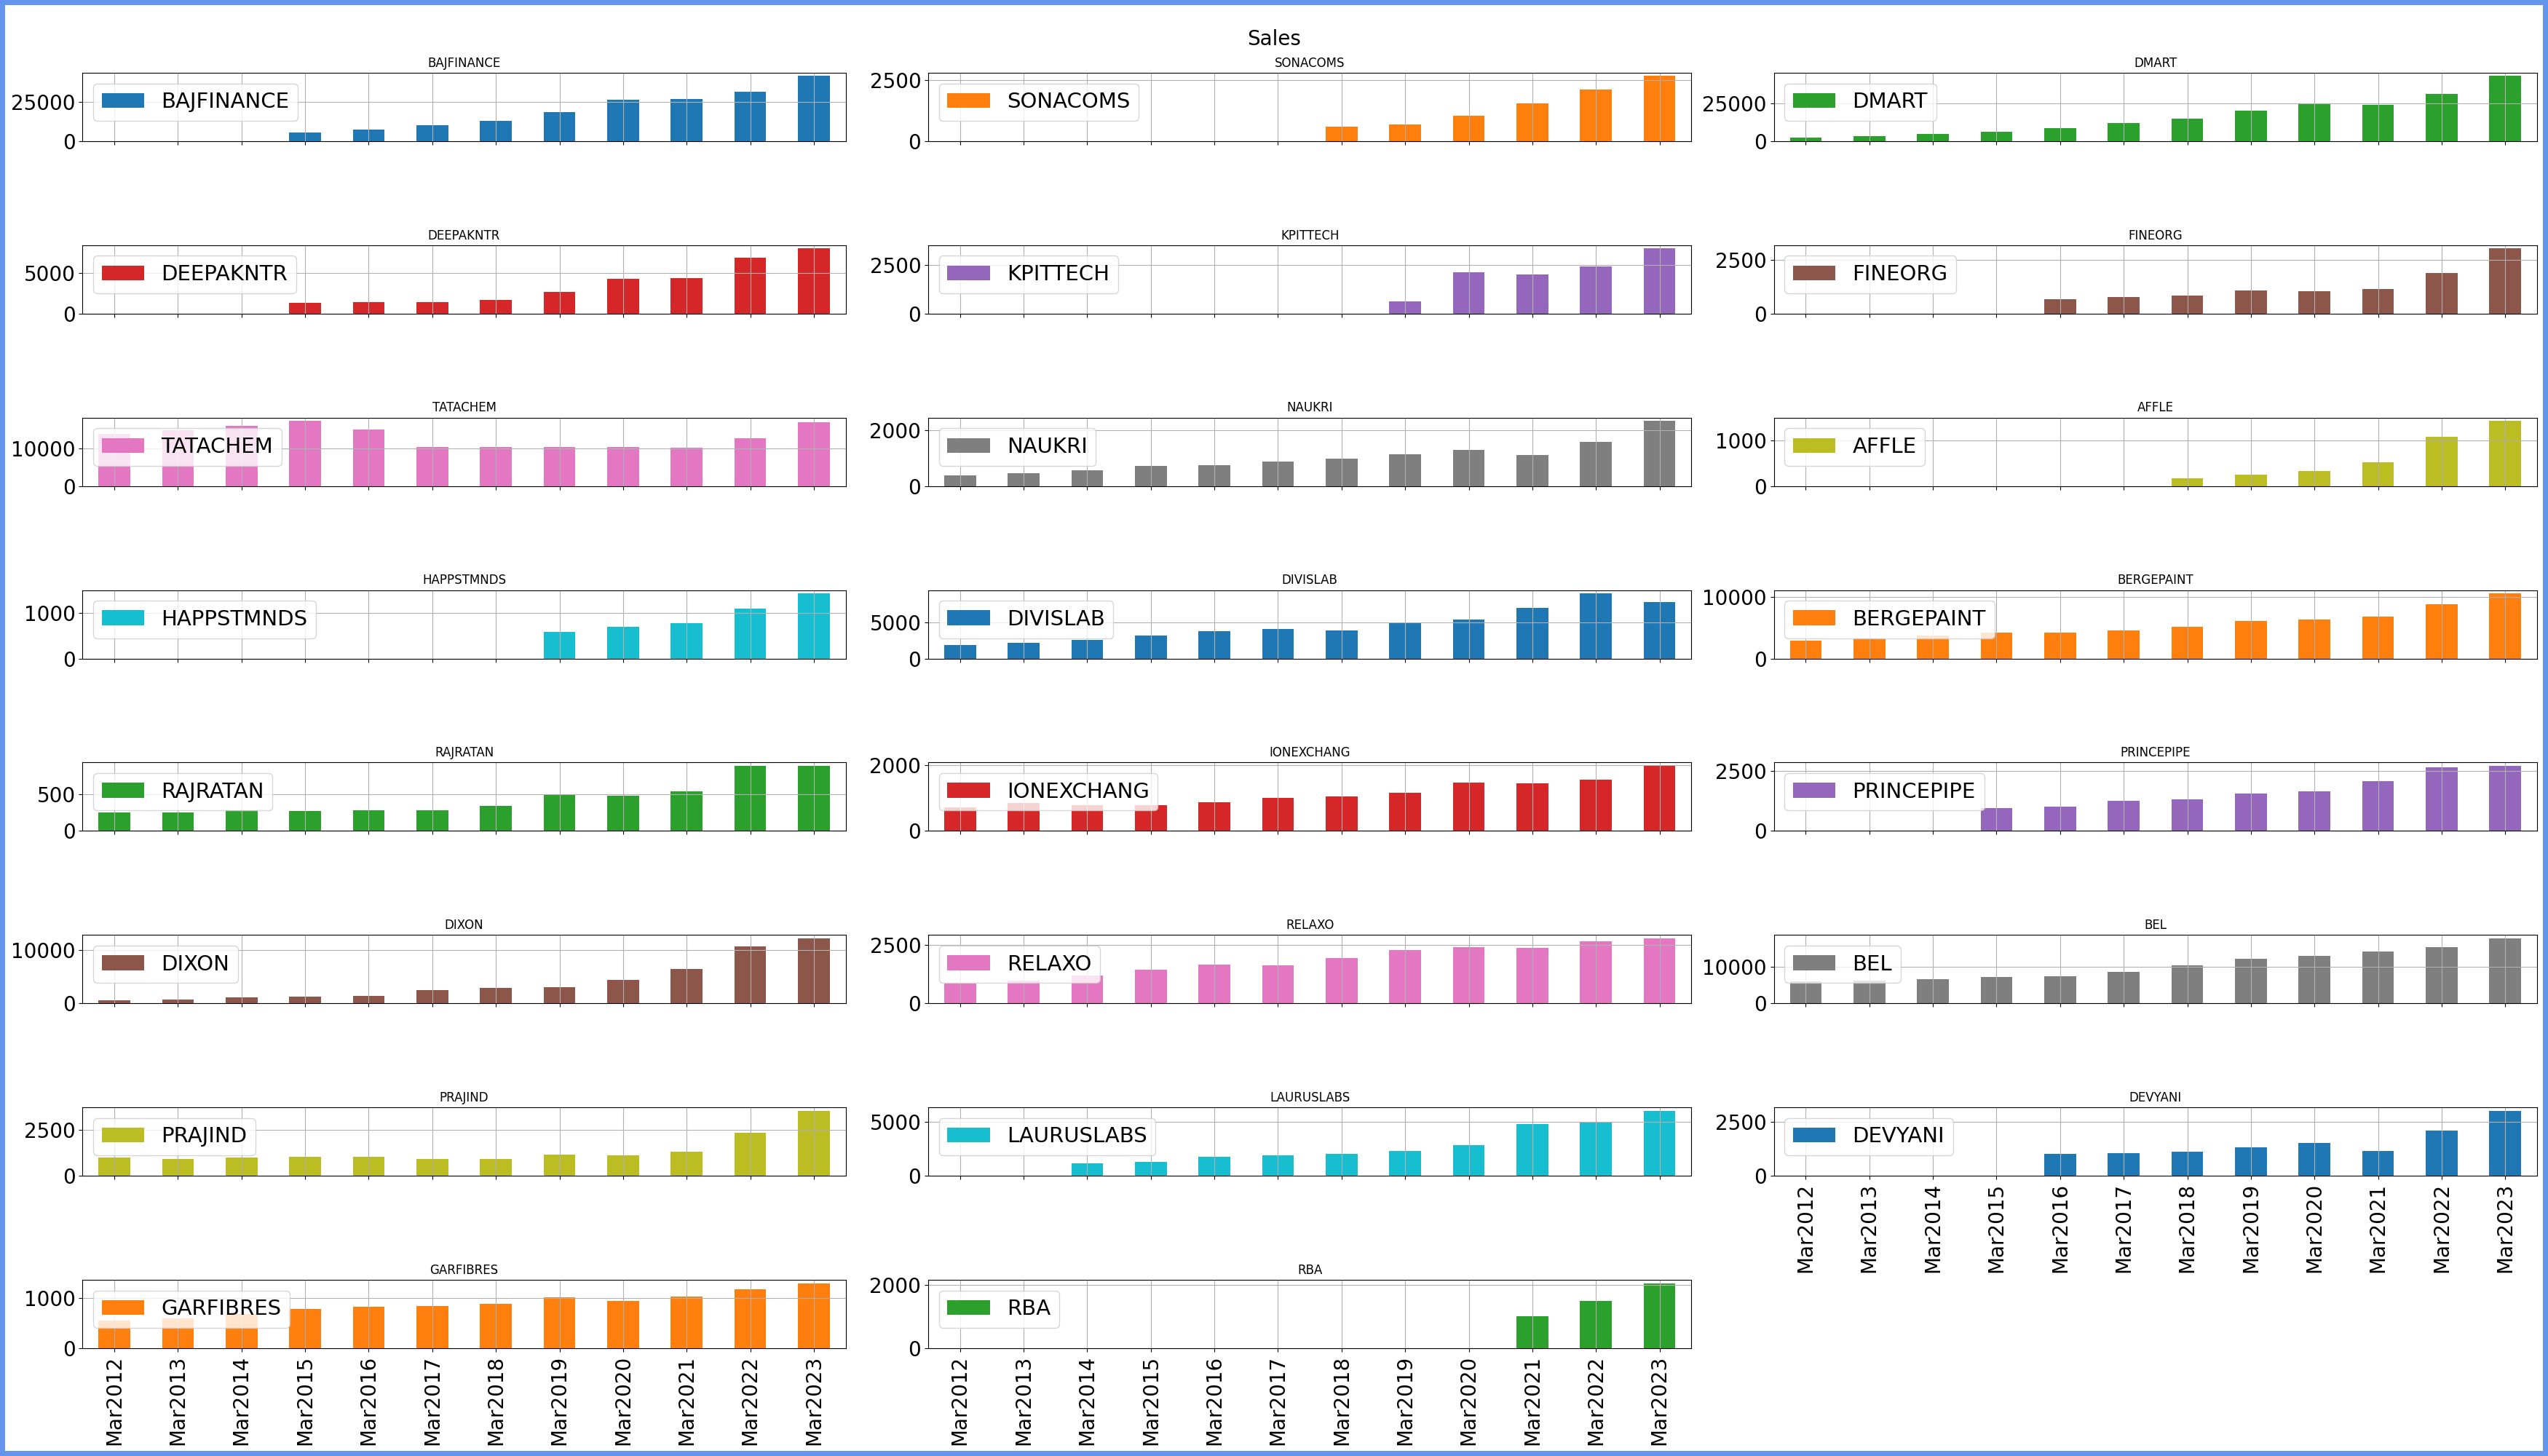 Sales
BAJFINANCE
25000
0
BAJFINANCE
SONACOMS
2500
0
SONACOMS
DMART
25000
0
DMART
DEEPAKNTR
5000
0
DEEPAKNTR
KPITTECH
2500
0
KPITTECH
FINEORG
2500
0
FINEORG
TATACHEM
10000
0
TATACHEM
NAUKRI
2000
0
NAUKRI
AFFLE
1000
0
AFFLE
HAPPSTMNDS
1000
0
HAPPSTMNDS
DIVISLAB
5000
0
DIVISLAB
BERGEPAINT
10000
0
BERGEPAINT
RAJRATAN
500
0
RAJRATAN
IONEXCHANG
2000
0
IONEXCHANG
PRINCEPIPE
2500
0
PRINCEPIPE
DIXON
10000
0
DIXON
RELAXO
2500
0
RELAXO
BEL
10000
0
BEL
PRAJIND
2500
0
PRAJIND
LAURUSLABS
5000
0
LAURUSLABS
DEVYANI
2500
0
DEVYANI
Mar2012
Mar2013
Mar2014
Mar2015
Mar2016
Mar2017
Mar2018
Mar2019
Mar2020
Mar2021
Mar2022
Mar2023
GARFIBRES
1000
0
GARFIBRES
Mar2012
Mar2013
Mar2014
Mar2015
Mar2016
Mar2017
Mar2018
Mar2019
Mar2020
Mar2021
Mar2022
Mar2023
RBA
2000
0
RBA
Mar2012
Mar2013
Mar2014
Mar2015
Mar2016
Mar2017
Mar2018
Mar2019
Mar2020
Mar2021
Mar2022
Mar2023